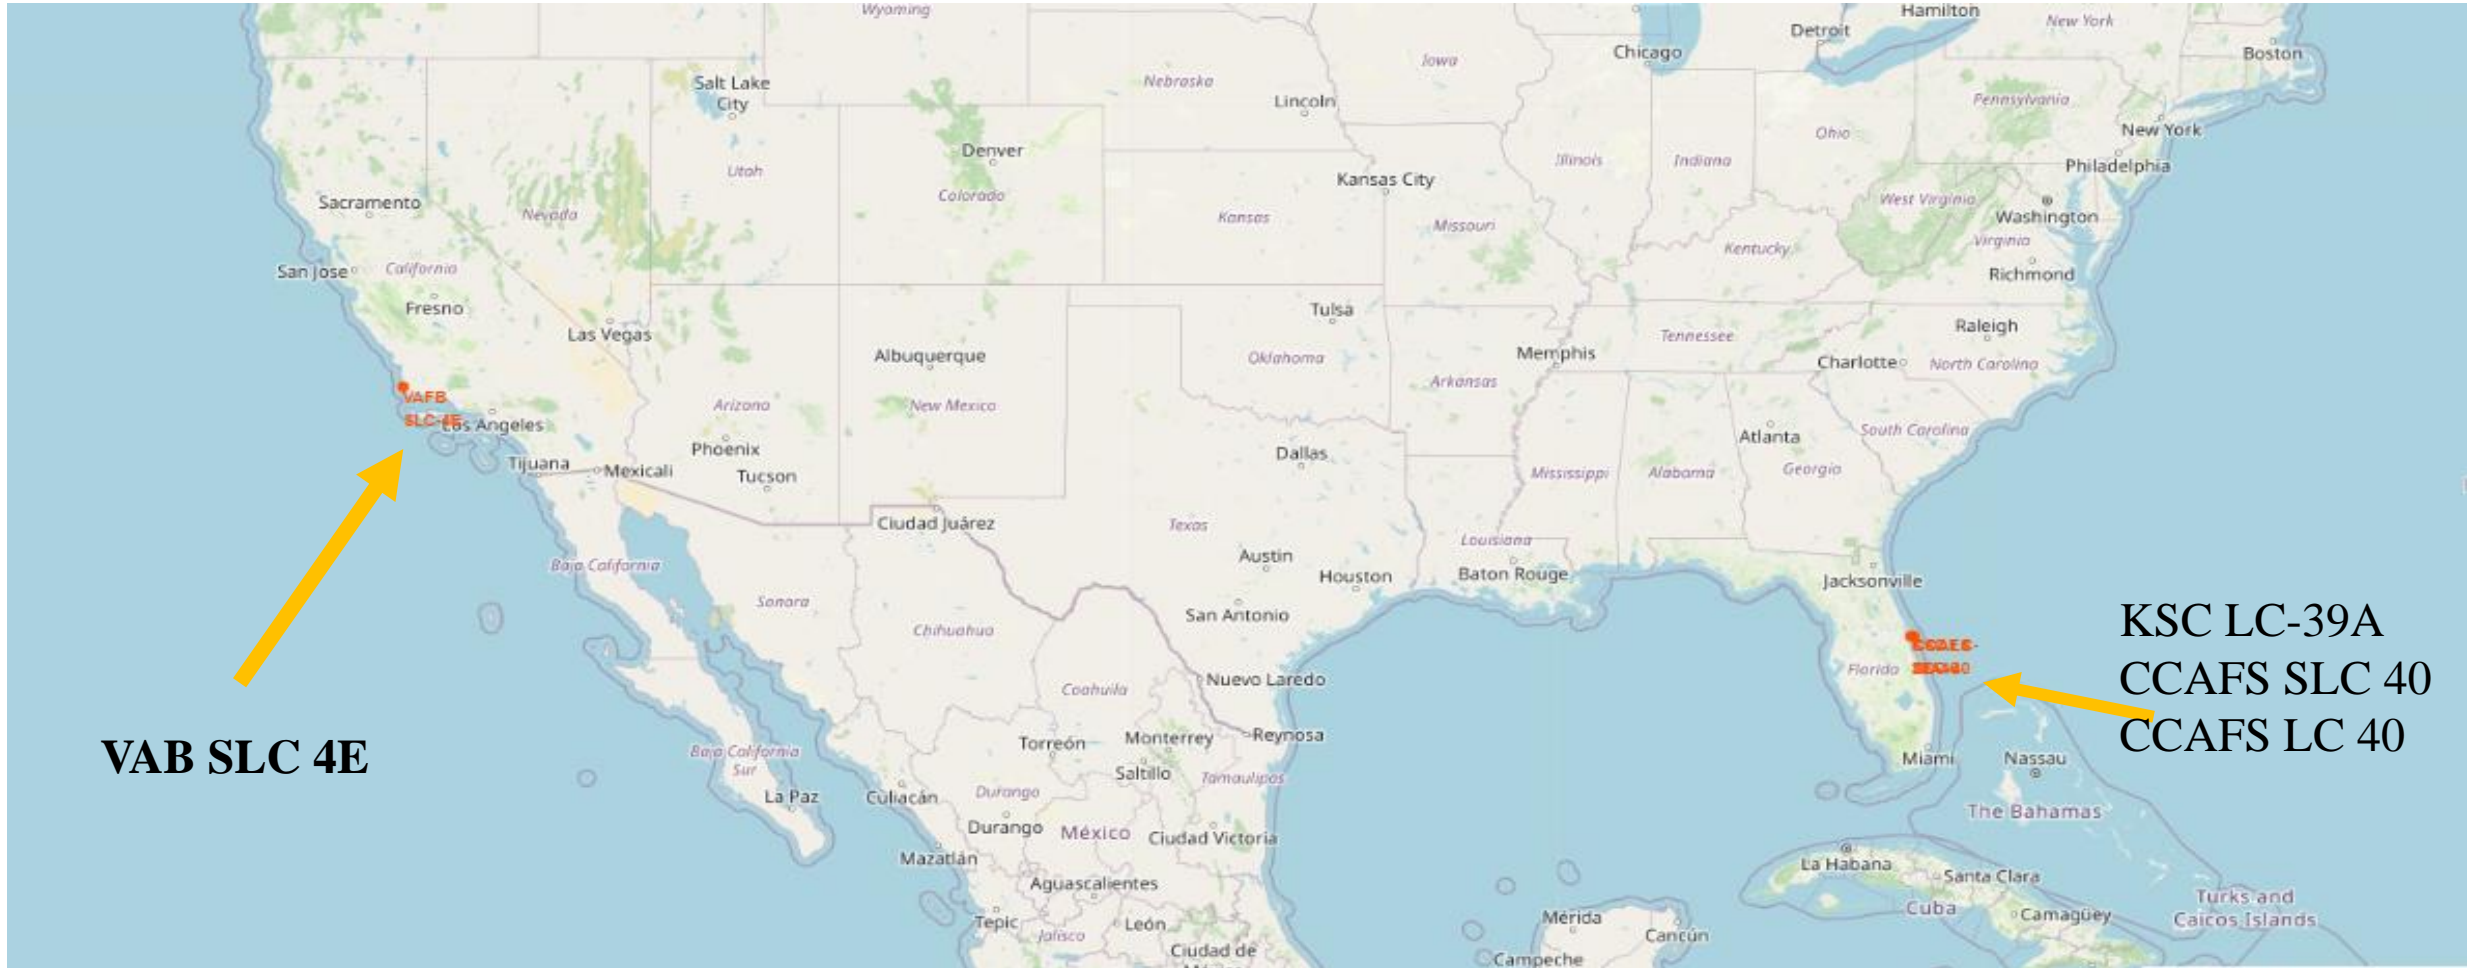 Wyoming
Hamilton
New York
Detroit
Chicago
Boston
Iowa
Salt Lake
City
Nebraska
Lincoln
Pennsylvania
New York
Ohio
Denver
Illinois
Indiana
Philadelphia
Utah
Kansas City
Colorado
West Virginia
Sacramento
Nevada
Kansas
Missouri
Washington
Kentucky
Virginia
San Jose
California
Richmond
Fresno
Tulsa
Las Vegas
Raleigh
Tennessee
Albuquerque
Oklahoma
Memphis
Charlotte
North Carolina
Arkansas
VAFB
SLC-4E
Los Angeles
Arizona
New Mexico
Phoenix
Atlanta
South Carolina
Dallas
Tijuana
Mexicali
Tucson
Mississippi
Alabama
Georgia
Ciudad Juárez
Texas
Louisiana
Austin
Baja California
Houston
Baton Rouge
Jacksonville
Sonora
San Antonio
Chihuahua
KSC LC-39A
CCAFS SLC 40
CCAFS LC 40
Florida
Nuevo Laredo
Coahuila
Torreón
Monterrey
Reynosa
VAB SLC 4E
Baja California
Sur
Saltillo
Tamaulipas
Miami
Nassau
La Paz
Culiacán
Durango
The Bahamas
Durango
México
Ciudad Victoria
Mazatlán
La Habana
Santa Clara
Aguascalientes
Turks and
Caicos Islands
Cuba
Camagüey
Tepic
Jalisco
León
Mérida
Cancún
Ciudad de
Campeche